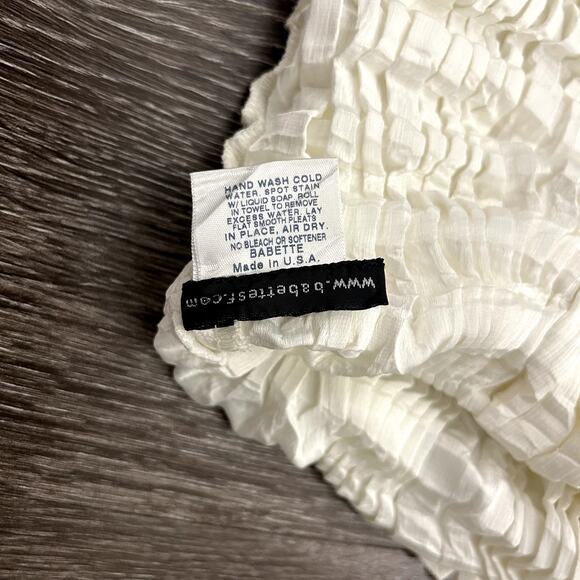 HAND WASH COLD
WATER. SPOT STAIN
W/ LIQUID SOAP. ROLL
IN TOWEL TO REMOVE
EXCESS WATER. LAY
FLAT SMOOTH PLEATS
IN PLACE, AIR DRY.
NO BLEACH OR SOFTENER
BABETTE
Made in U.S.A.
www.babettesf.com